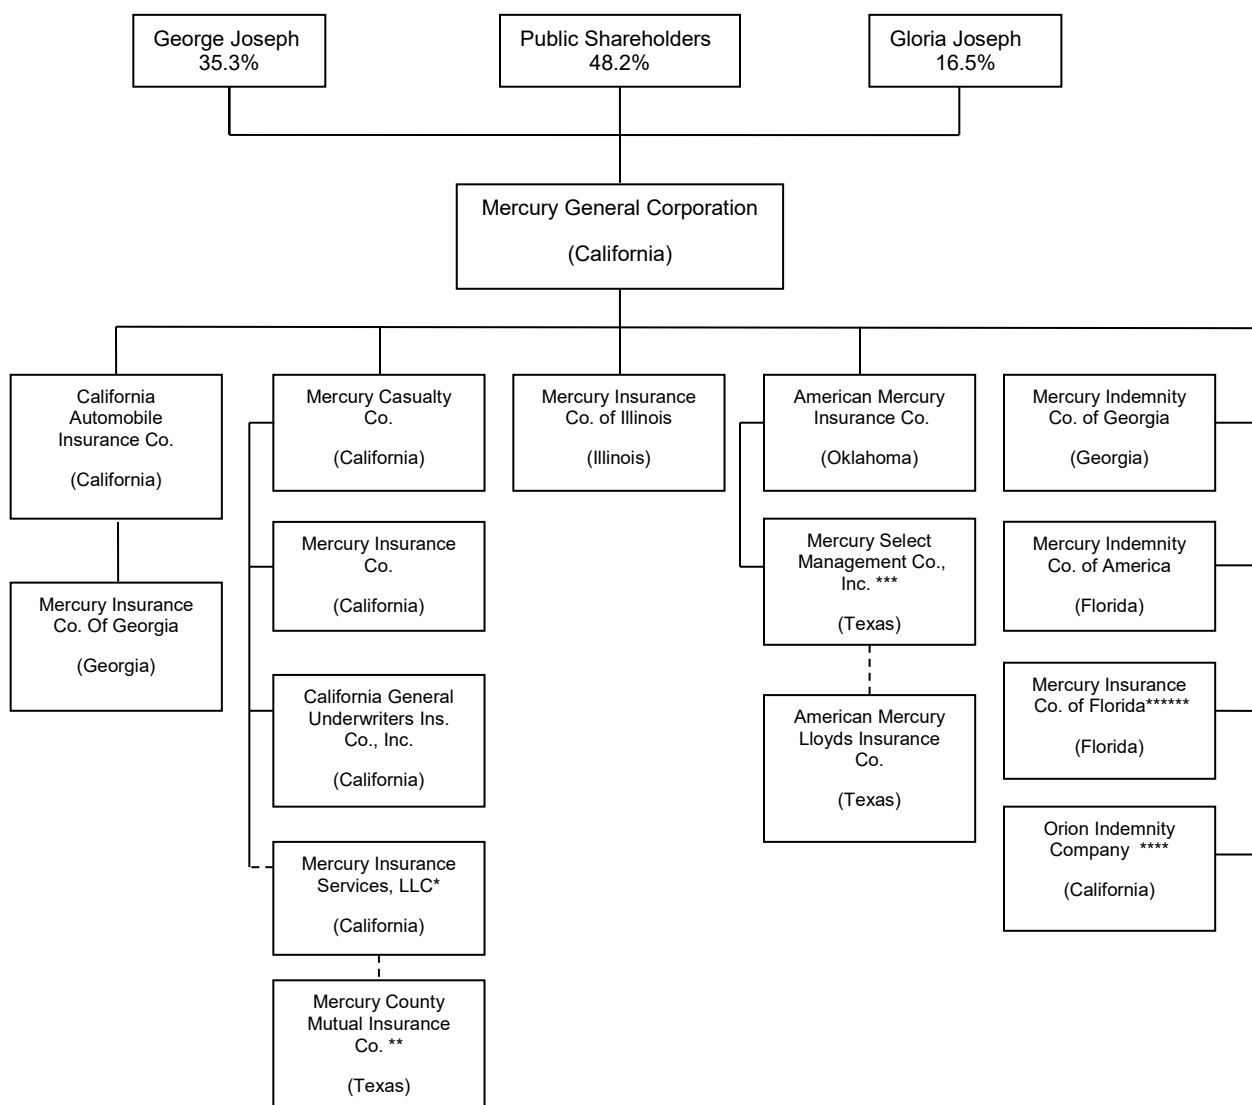 George Joseph
35.3%
Public Shareholders
48.2%
Gloria Joseph
16.5%
Mercury General Corporation
(California)
California
Automobile
Insurance Co.
(California)
Mercury Casualty
Co.
(California)
Mercury Insurance
Co. of Illinois
(Illinois)
American Mercury
Insurance Co.
(Oklahoma)
Mercury Indemnity
Co. of Georgia
(Georgia)
Mercury Insurance
Co. Of Georgia
(Georgia)
Mercury Insurance
Co.
(California)
Mercury Select
Management Co.,
Inc. ***
(Texas)
Mercury Indemnity
Co. of America
(Florida)
California General
Underwriters Ins.
Co., Inc.
(California)
American Mercury
Lloyds Insurance
Co.
(Texas)
Mercury Insurance
Co. of Florida******
(Florida)
Mercury Insurance
Services, LLC*
(California)
Orion Indemnity
Company ****
(California)
Mercury County
Mutual Insurance
Co. **
(Texas)